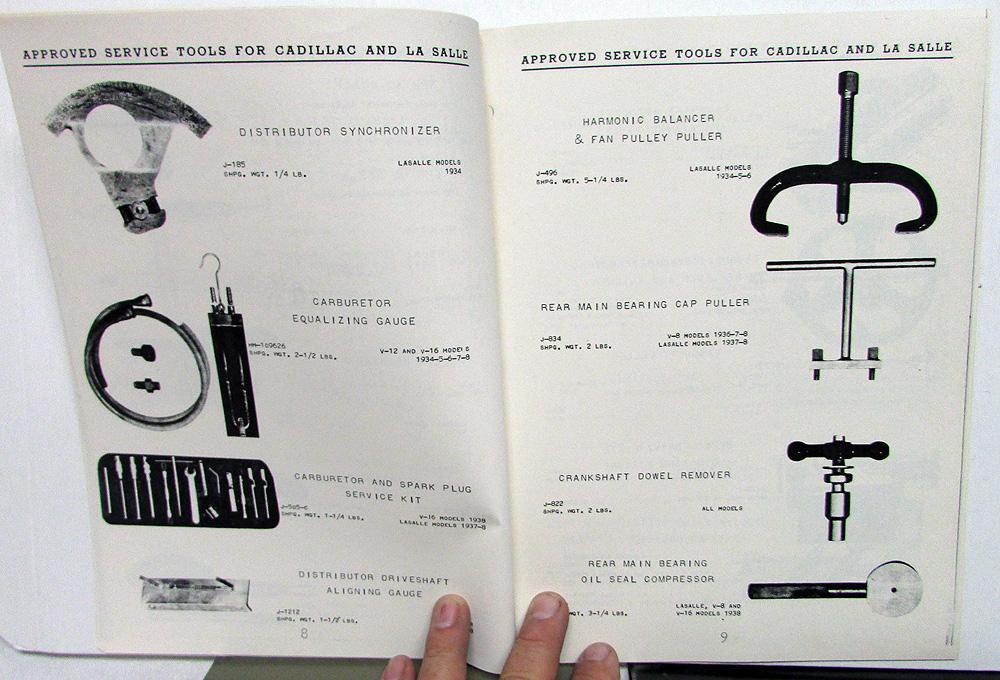 APPROVED SERVICE TOOLS FOR CADILLAC AND LA SALLE
DISTRIBUTOR SYNCHRONIZER
J-185
SHPG. WGT. 1/4 LB.
LASALLE MODELS
1934
CARBURETOR
EQUALIZING GAUGE
HM-109626
SHPG. WGT. 2-1/2 LBS.
V-12 AND V-16 MODELS
1934-5-6-7-8
CARBURETOR AND SPARK PLUG
SERVICE KIT
SHPG. WGT. 1-1/4 LBS.
V-16 MODELS 1938
LASALLE MODELS 1937-8
DISTRIBUTOR DRIVESHAFT
ALIGNING GAUGE
J-1212
SHPG. WGT. LBS.
8
APPROVED SERVICE TOOLS FOR CADILLAC AND LA SALLE
HARMONIC BALANCER
& FAN PULLEY PULLER
J-496
SHPG. WGT. 5-1/4 LBS.
LASALLE MODELS
1934-5-6
REAR MAIN BEARING CAP PULLER
J-834
SHPG. WGT. 2 LBS.
V-8 MODELS 1936-7-8
LASALLE MODELS 1937-8
CRANKSHAFT DOWEL REMOVER
J-822
SHPG. WGT. 2 LBS.
ALL MODELS
REAR MAIN BEARING
OIL SEAL COMPRESSOR
WGT. 3-1/4 LBS.
LASALLE, V-8 AND
V-16 MODELS 1938
9